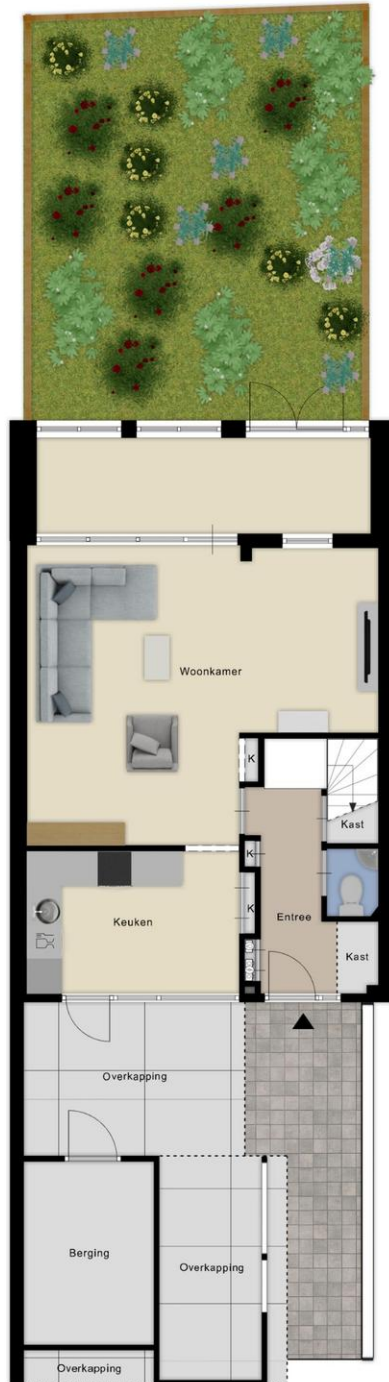 Woonkamer
K
Kast
K
Keuken
K
Entree
Kast
Overkapping
Berging
Overkapping
Overkapping